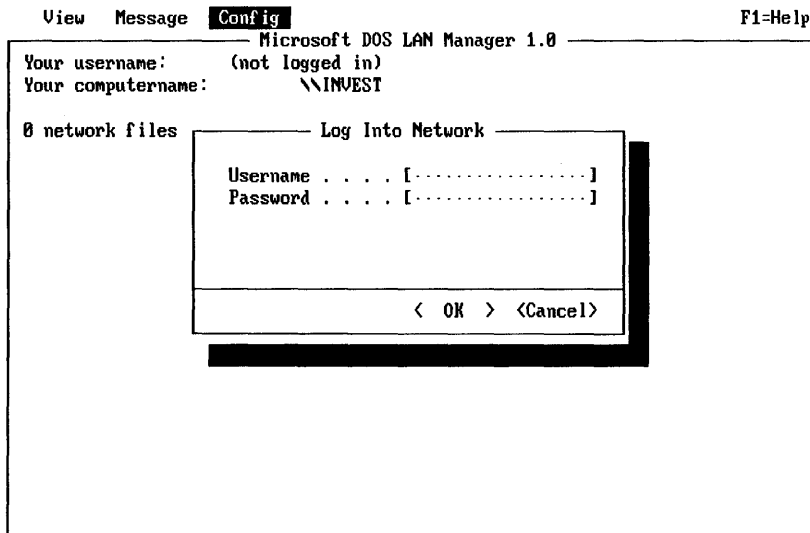 View Message Config F1=Help
Microsoft DOS LAN Manager 1.0
Your username: (not logged in)
Your computername: \\INVEST
0 network files
Log Into Network
Username . . . . [·················]
Password . . . . [·················]
< OK > <Cancel>